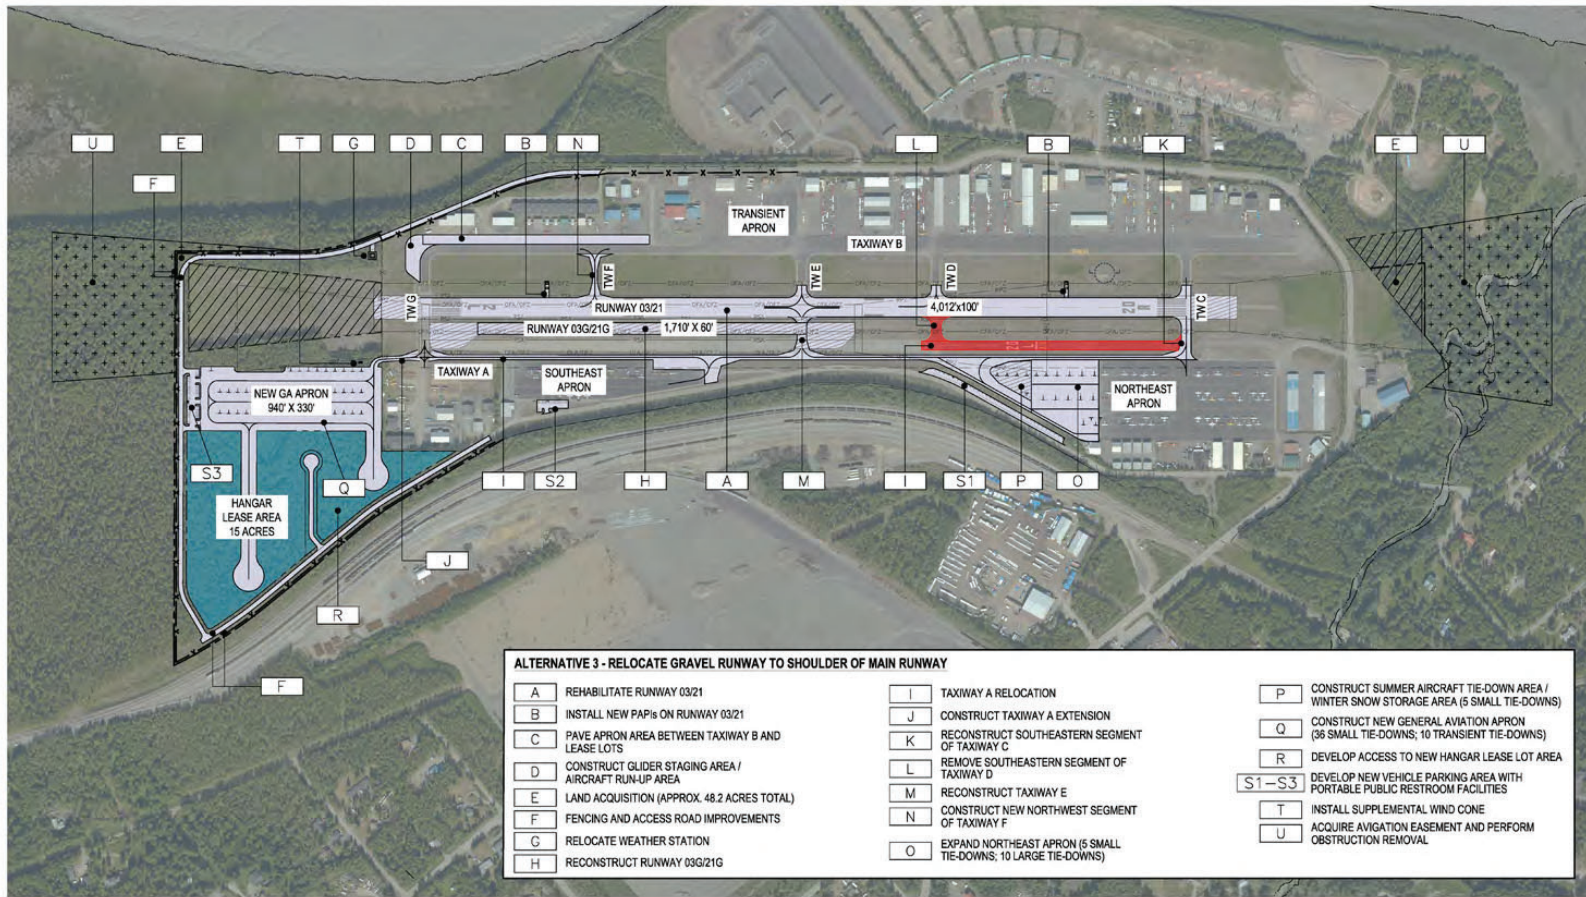 U
E
T
G
D
C
B
N
L
B
K
E
U
F
TRANSIENT
APRON
TAXIWAY B
TW G
TW F
TW E
TW D
TW C
RUNWAY 03/21
4,012'x100'
RUNWAY 03G/21G
1,710' X 60'
TAXIWAY A
SOUTHEAST
APRON
NORTHEAST
APRON
NEW GA APRON
940' X 330'
S3
Q
I
S2
H
A
M
I
S1
P
O
HANGAR
LEASE AREA
15 ACRES
J
R
F
ALTERNATIVE 3 - RELOCATE GRAVEL RUNWAY TO SHOULDER OF MAIN RUNWAY
A REHABILITATE RUNWAY 03/21
B INSTALL NEW PAPIs ON RUNWAY 03/21
C PAVE APRON AREA BETWEEN TAXIWAY B AND
LEASE LOTS
D CONSTRUCT GLIDER STAGING AREA /
AIRCRAFT RUN-UP AREA
E LAND ACQUISITION (APPROX. 48.2 ACRES TOTAL)
F FENCING AND ACCESS ROAD IMPROVEMENTS
G RELOCATE WEATHER STATION
H RECONSTRUCT RUNWAY 03G/21G
I TAXIWAY A RELOCATION
J CONSTRUCT TAXIWAY A EXTENSION
K RECONSTRUCT SOUTHEASTERN SEGMENT
OF TAXIWAY C
L REMOVE SOUTHEASTERN SEGMENT OF
TAXIWAY D
M RECONSTRUCT TAXIWAY E
N CONSTRUCT NEW NORTHWEST SEGMENT
OF TAXIWAY F
O EXPAND NORTHEAST APRON (5 SMALL
TIE-DOWNS; 10 LARGE TIE-DOWNS)
P CONSTRUCT SUMMER AIRCRAFT TIE-DOWN AREA /
WINTER SNOW STORAGE AREA (5 SMALL TIE-DOWNS)
Q CONSTRUCT NEW GENERAL AVIATION APRON
(36 SMALL TIE-DOWNS; 10 TRANSIENT TIE-DOWNS)
R DEVELOP ACCESS TO NEW HANGAR LEASE LOT AREA
S1-S3 DEVELOP NEW VEHICLE PARKING AREA WITH
PORTABLE PUBLIC RESTROOM FACILITIES
T INSTALL SUPPLEMENTAL WIND CONE
U ACQUIRE AVIGATION EASEMENT AND PERFORM
OBSTRUCTION REMOVAL